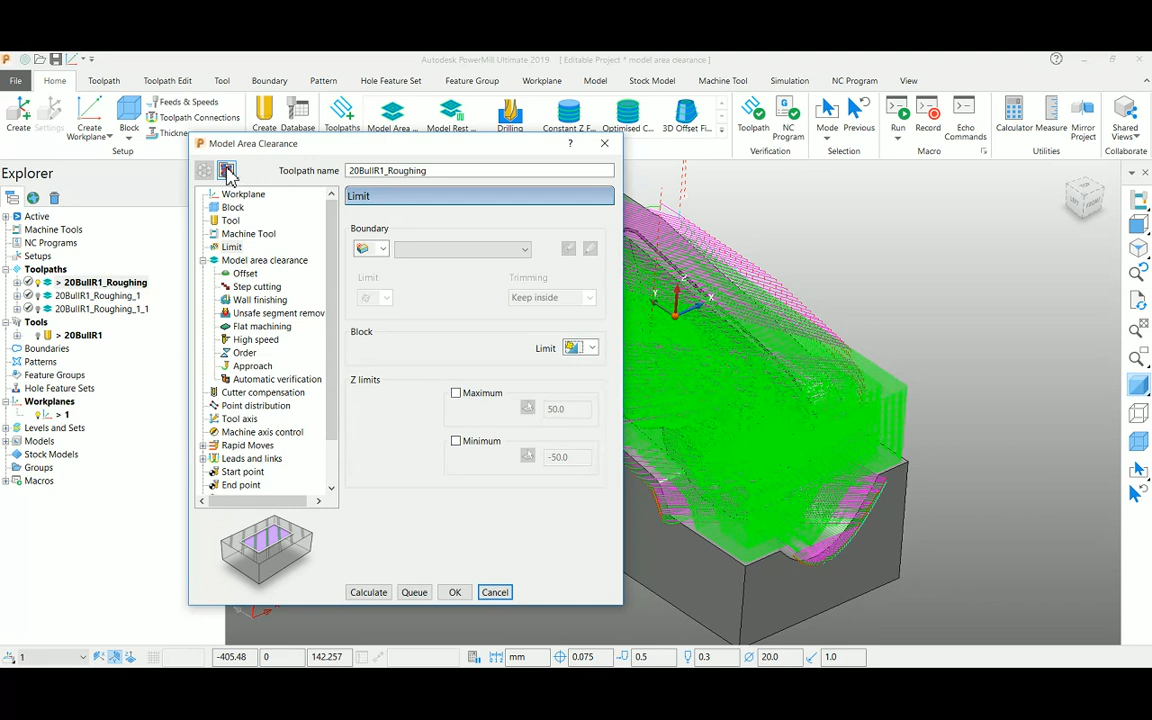 Autodesk PowerMill Ultimate 2019 [ Editable Project * model area clearance ]
File Home Toolpath Toolpath Edit Tool Boundary Pattern Hole Feature Set Feature Group Workplane Model Stock Model Machine Tool Simulation NC Program View
Feeds & Speeds
Toolpath Connections
Thickne
Create Settings Create Workplane Block Create Database Toolpaths Model Area ... Model Rest ... Drilling Constant Z F... Optimised C... 3D Offset Fi... Toolpath NC Program Mode Previous Run Record Echo Commands Calculator Measure Mirror Project Shared Views
Setup Verification Selection Macro Utilities Collaborate
Explorer
Active
Machine Tools
NC Programs
Setups
Toolpaths
> 20BullR1_Roughing
20BullR1_Roughing_1
20BullR1_Roughing_1_1
Tools
> 20BullR1
Boundaries
Patterns
Feature Groups
Hole Feature Sets
Workplanes
> 1
Levels and Sets
Models
Stock Models
Groups
Macros
Model Area Clearance ?
Toolpath name 20BullR1_Roughing
Workplane
Block
Tool
Machine Tool
Limit
Model area clearance
Offset
Step cutting
Wall finishing
Unsafe segment remov
Flat machining
High speed
Order
Approach
Automatic verification
Cutter compensation
Point distribution
Tool axis
Machine axis control
Rapid Moves
Leads and links
Start point
End point
Limit
Boundary
Limit Trimming
Keep inside
Block
Limit
Z limits
Maximum
50.0
Minimum
-50.0
Calculate Queue OK Cancel
Z
Y X
LEFT FRONT
1 -405.48 0 142.257 mm 0.075 0.5 0.3 20.0 1.0